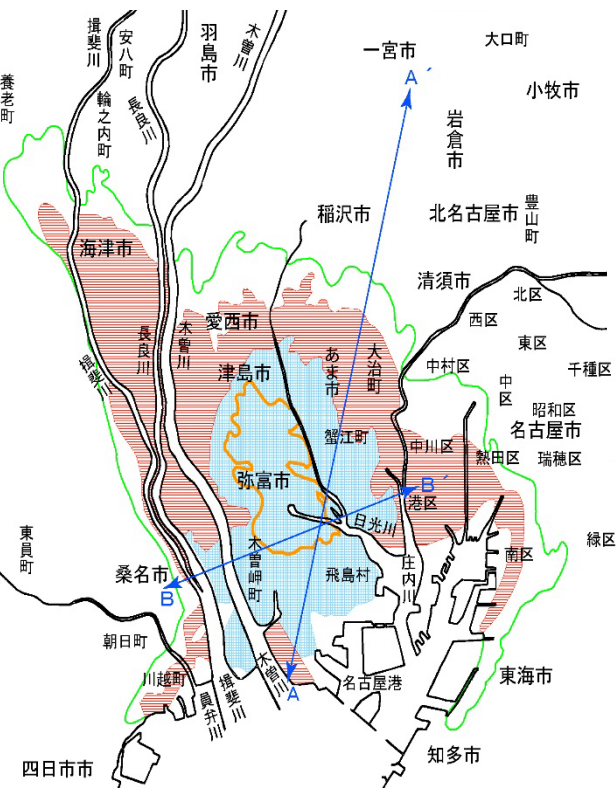 木曽川
揖斐川
安八町
羽島市
一宮市
大口町
A´
小牧市
養老町
輪之内町
長良川
岩倉市
稲沢市
北名古屋市
豊山町
海津市
清須市
北区
西区
愛西市
長良川
木曽川
東区
あま市
大治町
中村区
千種区
揖斐川
津島市
中区
昭和区
蟹江町
中川区
名古屋市
熱田区
瑞穂区
弥富市
B´
港区
日光川
東員町
緑区
南区
木曽岬町
庄内川
桑名市
飛島村
B
朝日町
川越町
木曽川
名古屋港
東海市
A
揖斐川
員弁川
知多市
四日市市